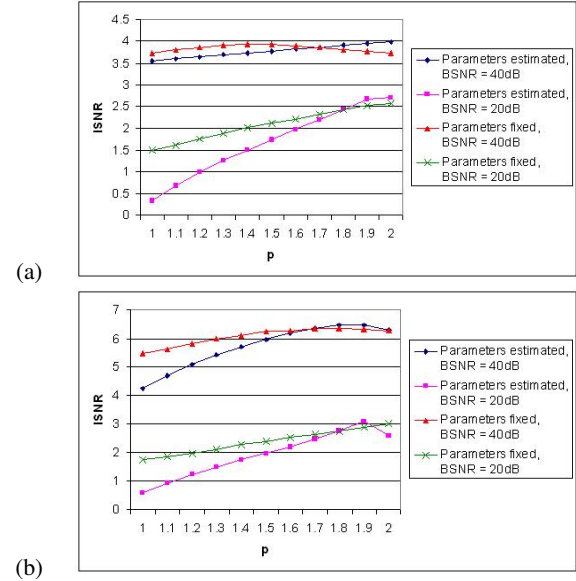 (a)
ISNR
4.5
4
3.5
3
2.5
2
1.5
1
0.5
0
1 1.1 1.2 1.3 1.4 1.5 1.6 1.7 1.8 1.9 2
p
Parameters estimated,
BSNR = 40dB
Parameters estimated,
BSNR = 20dB
Parameters fixed,
BSNR = 40dB
Parameters fixed,
BSNR = 20dB
(b)
ISNR
7
6
5
4
3
2
1
0
1 1.1 1.2 1.3 1.4 1.5 1.6 1.7 1.8 1.9 2
p
Parameters estimated,
BSNR = 40dB
Parameters estimated,
BSNR = 20dB
Parameters fixed,
BSNR = 40dB
Parameters fixed,
BSNR = 20dB